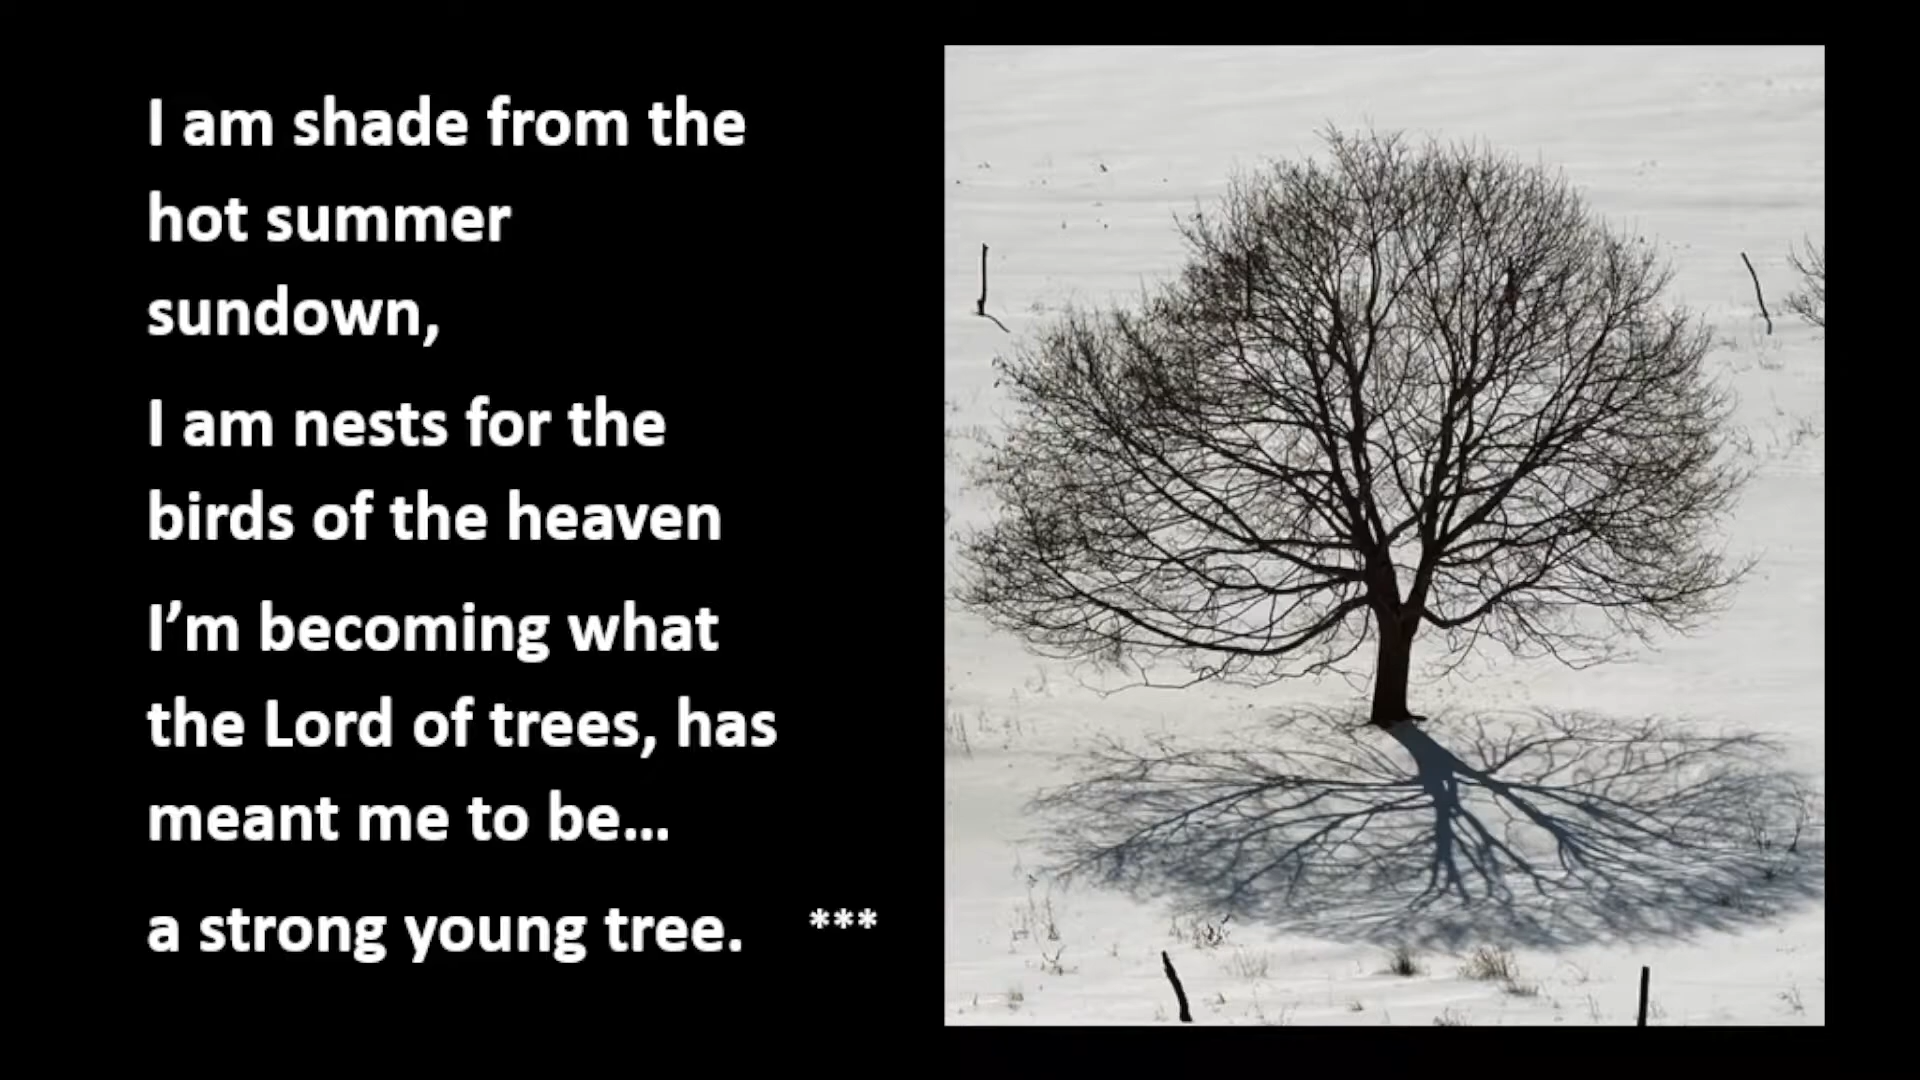 I am shade from the
hot summer
sundown,
I am nests for the
birds of the heaven
I’m becoming what
the Lord of trees, has
meant me to be…
a strong young tree. ***